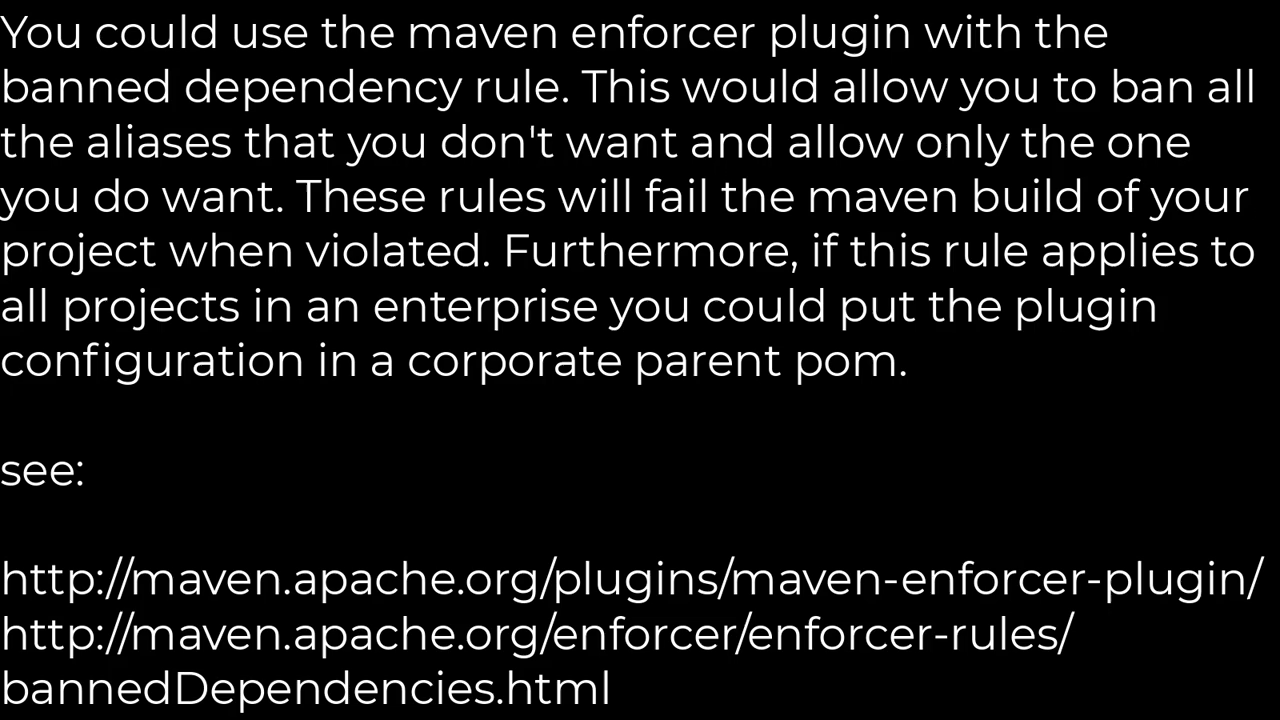 You could use the maven enforcer plugin with the
banned dependency rule. This would allow you to ban all
the aliases that you don't want and allow only the one
you do want. These rules will fail the maven build of your
project when violated. Furthermore, if this rule applies to
all projects in an enterprise you could put the plugin
configuration in a corporate parent pom.
see:
http://maven.apache.org/plugins/maven-enforcer-plugin/
http://maven.apache.org/enforcer/enforcer-rules/
bannedDependencies.html